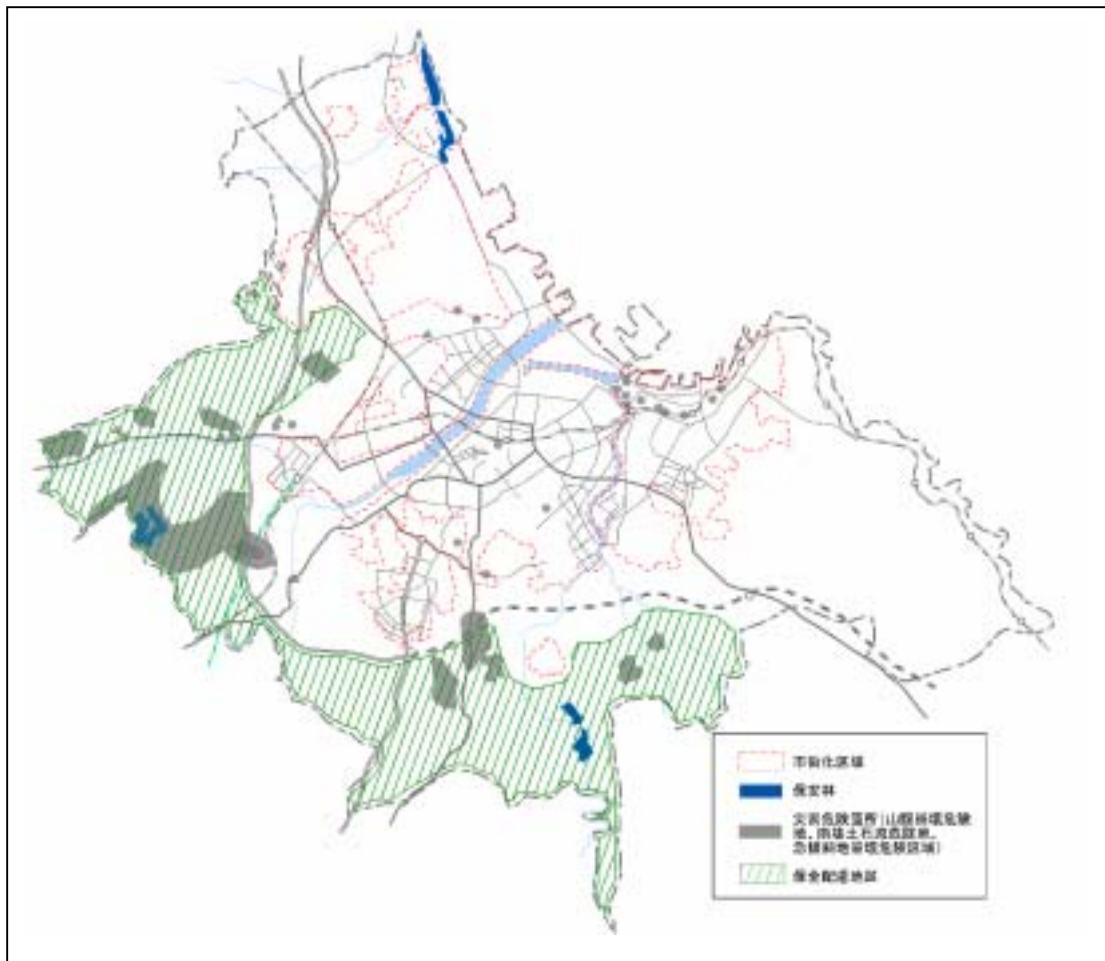 市街化区域
保安林
災害危険箇所（山腹崩壊危険
地、崩壊土石流危険地、
急傾斜地崩壊危険区域）
保全配慮地区